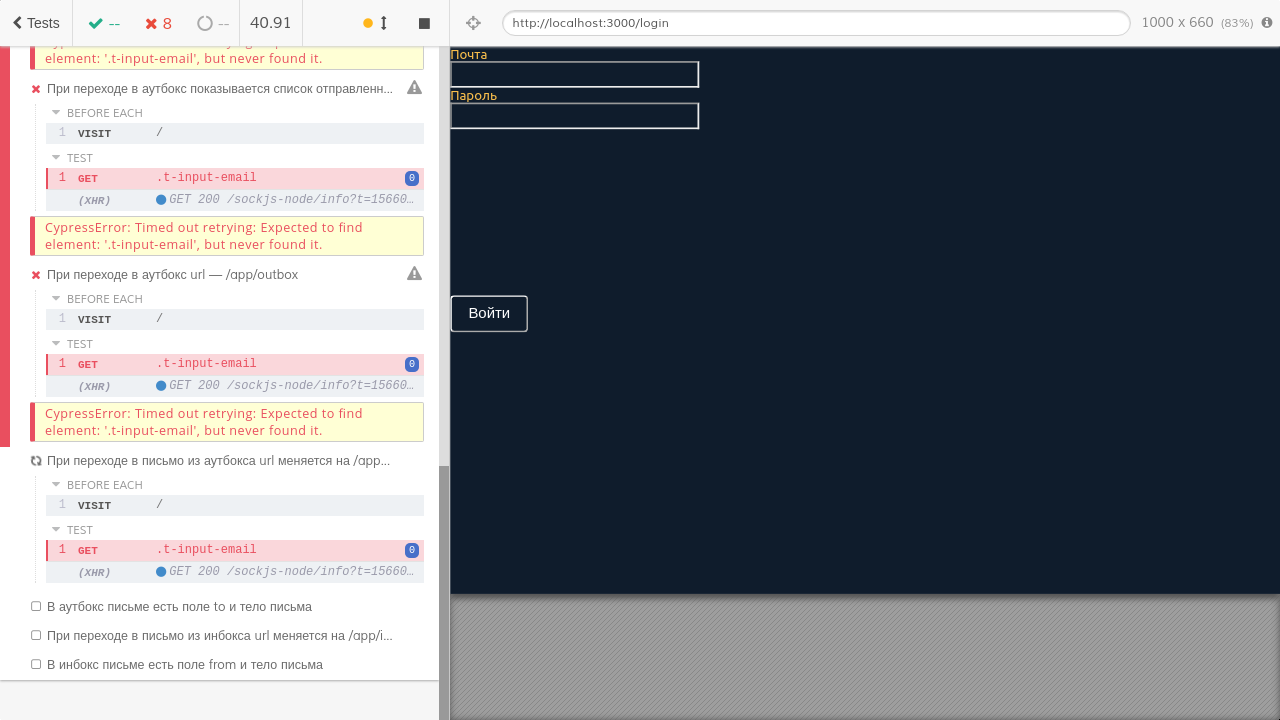 Tests
--
8
--
40.91
http://localhost:3000/login
1000 x 660 (83%)
element: '.t-input-email', but never found it.
При переходе в аутбокс показывается список отправленн...
BEFORE EACH
1 VISIT /
TEST
1 GET .t-input-email 0
(XHR) GET 200 /sockjs-node/info?t=15660…
CypressError: Timed out retrying: Expected to find
element: '.t-input-email', but never found it.
При переходе в аутбокс url — /app/outbox
BEFORE EACH
1 VISIT /
TEST
1 GET .t-input-email 0
(XHR) GET 200 /sockjs-node/info?t=15660…
CypressError: Timed out retrying: Expected to find
element: '.t-input-email', but never found it.
При переходе в письмо из аутбокса url меняется на /app...
BEFORE EACH
1 VISIT /
TEST
1 GET .t-input-email 0
(XHR) GET 200 /sockjs-node/info?t=15660…
В аутбокс письме есть поле to и тело письма
При переходе в письмо из инбокса url меняется на /app/i...
В инбокс письме есть поле from и тело письма
Почта
Пароль
Войти